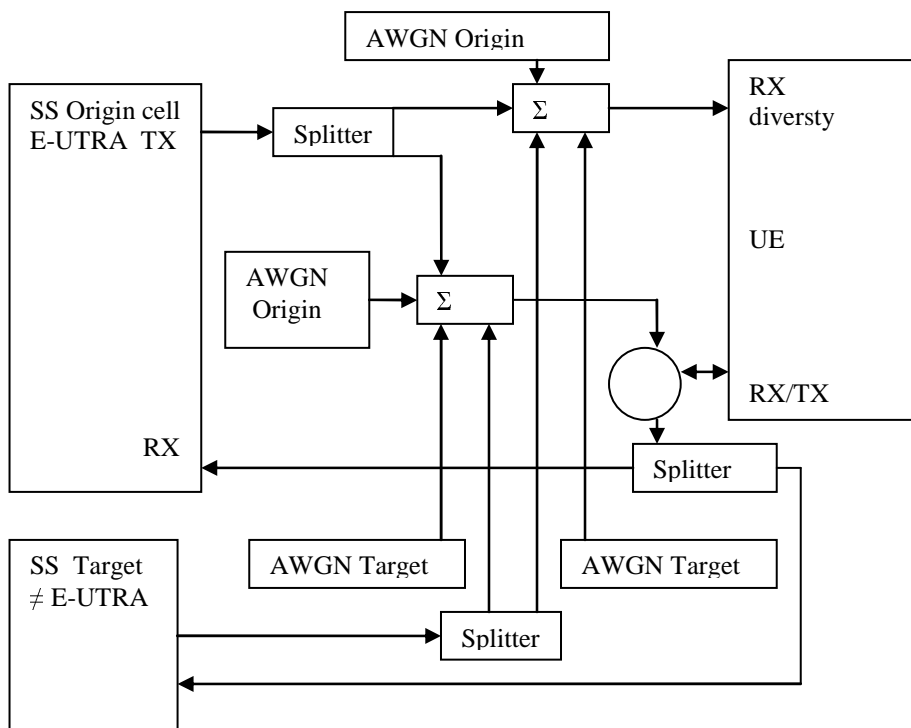 AWGN Origin
SS Origin cell
E-UTRA TX
RX
diversty
Splitter
Σ
UE
AWGN
Origin
Σ
RX/TX
RX
Splitter
SS Target
≠ E-UTRA
AWGN Target
AWGN Target
Splitter